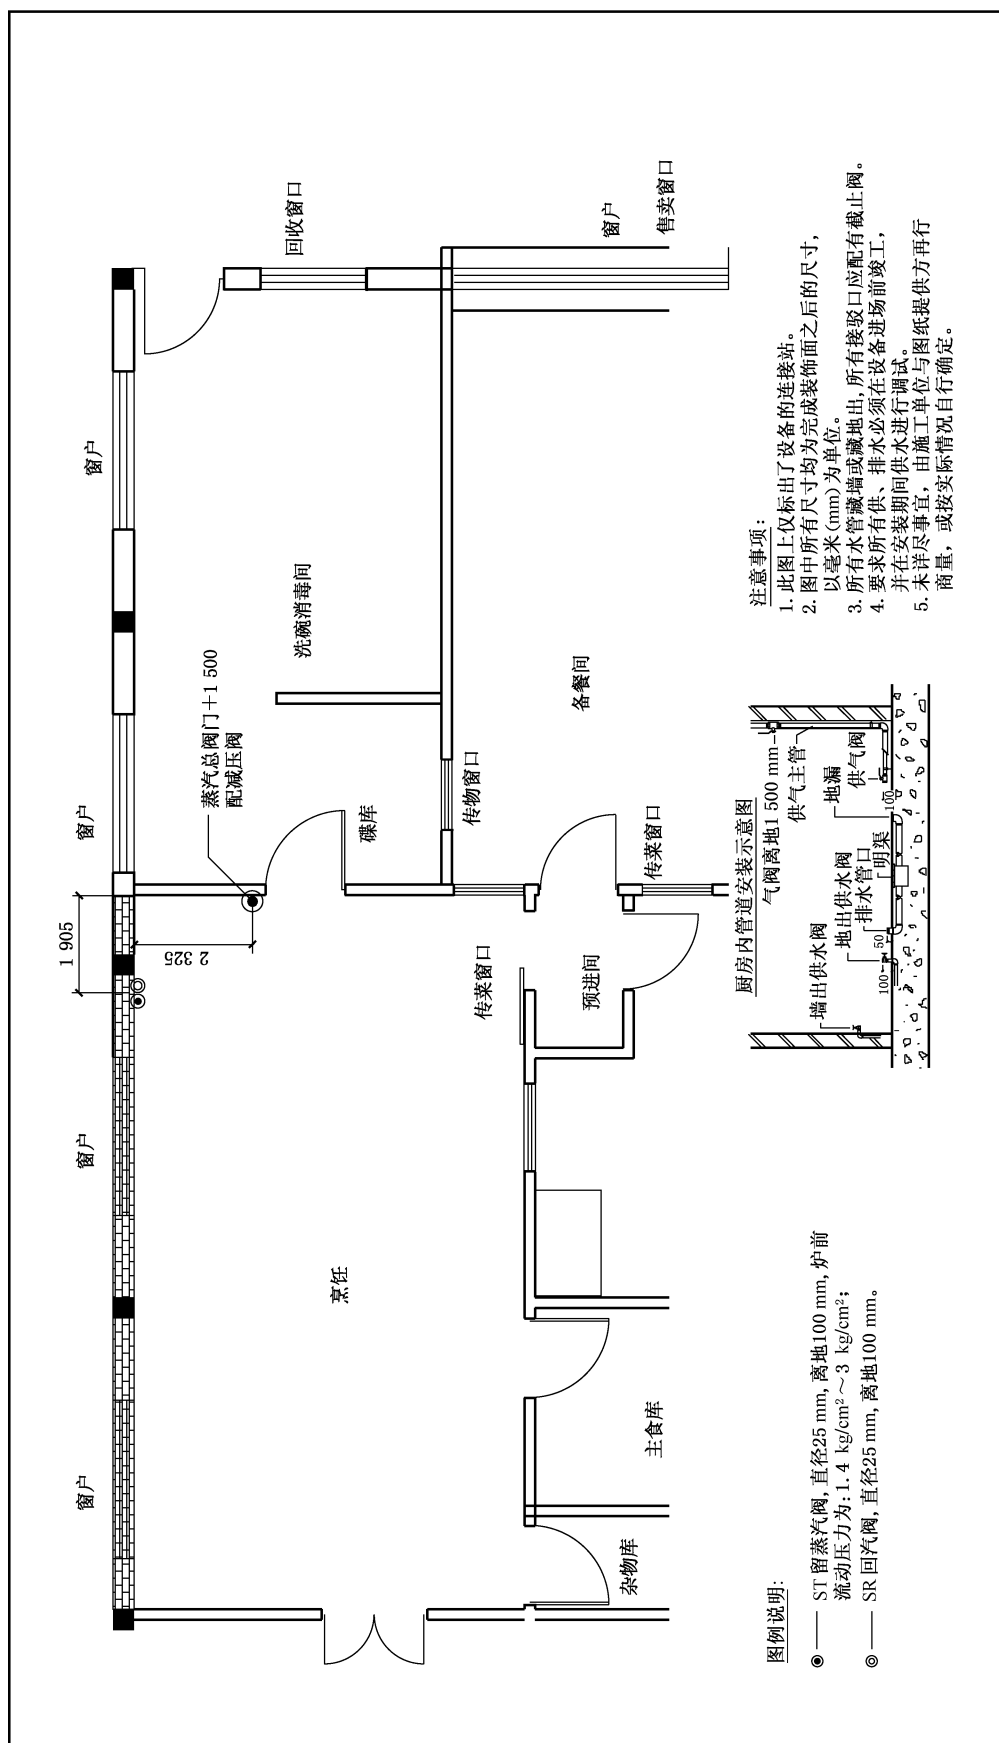 窗户
窗户
窗户
窗户
回收窗口
窗户
售卖窗口
洗碗消毒间
蒸汽总阀门+1 500
配减压阀
1 905
2 325
碟库
传物窗口
备餐间
传菜窗口
传菜窗口
预进间
烹饪
主食库
杂物库
图例说明:
ST 留蒸汽阀, 直径25 mm, 离地100 mm, 炉前
流动压力为: 1.4 kg/cm²～3 kg/cm²;
SR 回汽阀, 直径25 mm, 离地100 mm。
厨房内管道安装示意图
气阀离地1 500 mm
供气主管
墙出供水阀
地出供水阀
排水管口
明渠
地漏
供气阀
100
50
100
注意事项:
1. 此图上仅标出了设备的连接站。
2. 图中所有尺寸均为完成装饰面之后的尺寸,
以毫米(mm)为单位。
3. 所有水管藏墙或藏地出, 所有接驳口应配有截止阀。
4. 要求所有供、排水必须在设备进场前竣工,
并在安装期间供水进行调试。
5. 未详尽事宜, 由施工单位与图纸提供方再行
商量, 或按实际情况自行确定。